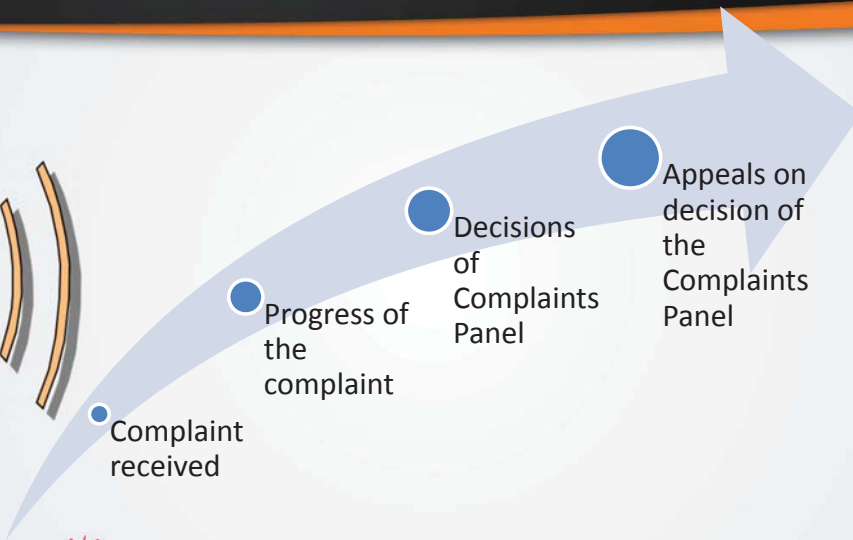 Complaint
received
Progress of
the
complaint
Decisions
of
Complaints
Panel
Appeals on
decision of
the
Complaints
Panel